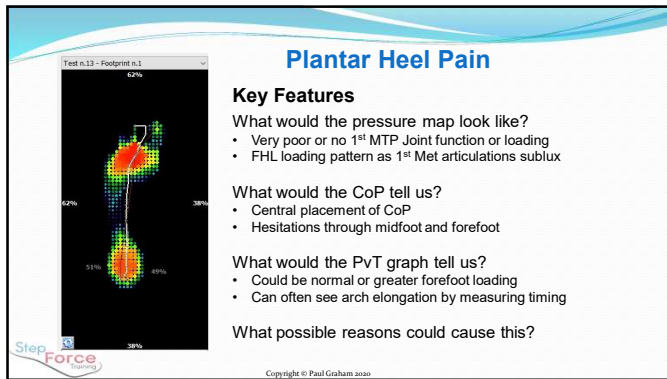 Plantar Heel Pain
Test n.13 - Footprint n.1
62%
62%
38%
51%
49%
38%
Key Features
What would the pressure map look like?
• Very poor or no 1st MTP Joint function or loading
• FHL loading pattern as 1st Met articulations sublux
What would the CoP tell us?
• Central placement of CoP
• Hesitations through midfoot and forefoot
What would the PvT graph tell us?
• Could be normal or greater forefoot loading
• Can often see arch elongation by measuring timing
What possible reasons could cause this?
Step Force
Training
Copyright © Paul Graham 2020